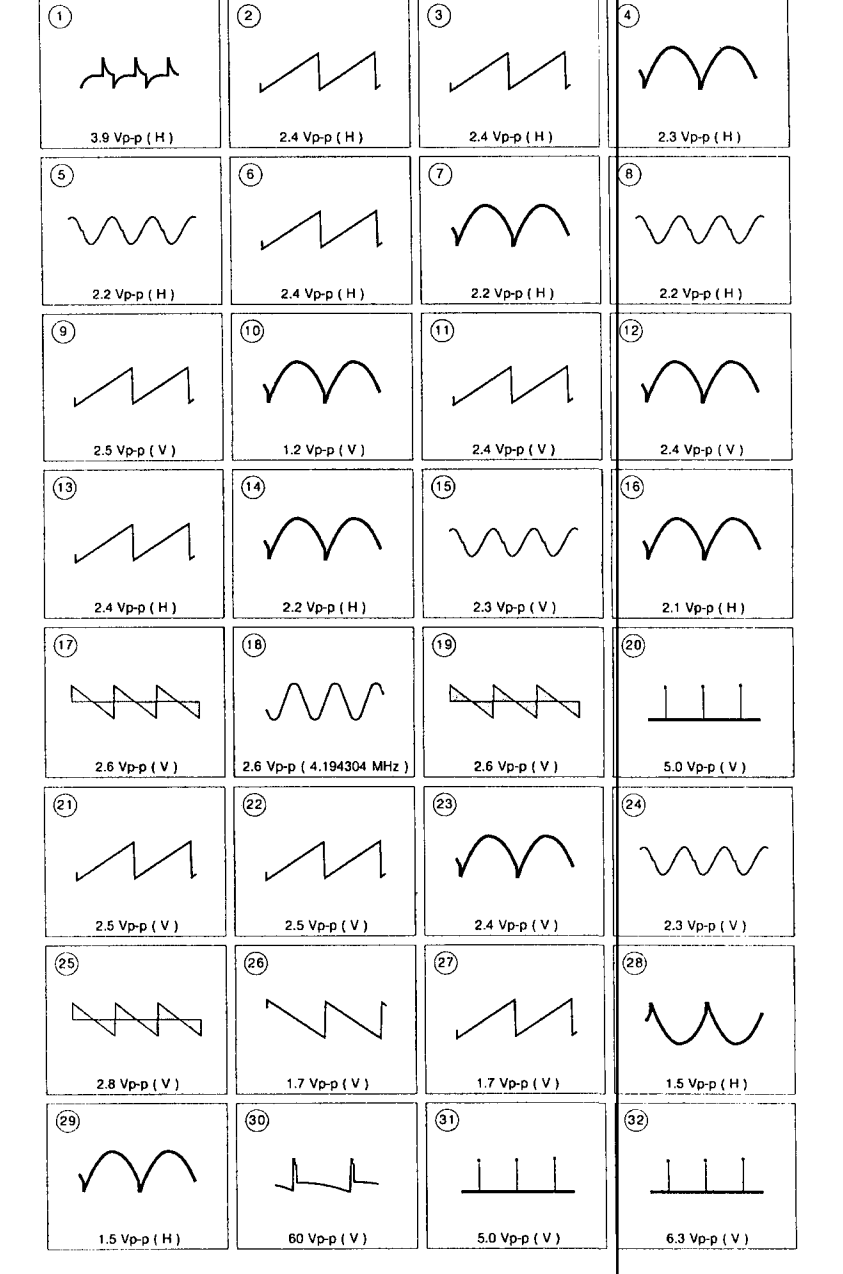 1 2 3 4
3.9 Vp-p ( H ) 2.4 Vp-p ( H ) 2.4 Vp-p ( H ) 2.3 Vp-p ( H )
5 6 7 8
2.2 Vp-p ( H ) 2.4 Vp-p ( H ) 2.2 Vp-p ( H ) 2.2 Vp-p ( H )
9 10 11 12
2.5 Vp-p ( V ) 1.2 Vp-p ( V ) 2.4 Vp-p ( V ) 2.4 Vp-p ( V )
13 14 15 16
2.4 Vp-p ( H ) 2.2 Vp-p ( H ) 2.3 Vp-p ( V ) 2.1 Vp-p ( H )
17 18 19 20
2.6 Vp-p ( V ) 2.6 Vp-p ( 4.194304 MHz ) 2.6 Vp-p ( V ) 5.0 Vp-p ( V )
21 22 23 24
2.5 Vp-p ( V ) 2.5 Vp-p ( V ) 2.4 Vp-p ( V ) 2.3 Vp-p ( V )
25 26 27 28
2.8 Vp-p ( V ) 1.7 Vp-p ( V ) 1.7 Vp-p ( V ) 1.5 Vp-p ( H )
29 30 31 32
1.5 Vp-p ( H ) 60 Vp-p ( V ) 5.0 Vp-p ( V ) 6.3 Vp-p ( V )